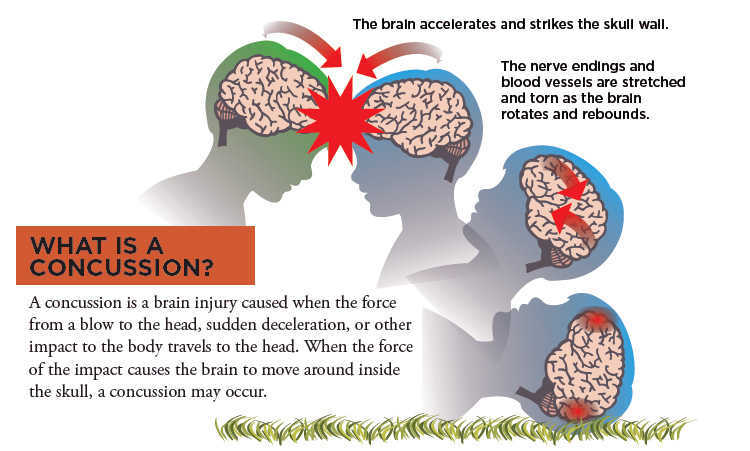 The brain accelerates and strikes the skull wall.
The nerve endings and
blood vessels are stretched
and torn as the brain
rotates and rebounds.
WHAT IS A
CONCUSSION?
A concussion is a brain injury caused when the force
from a blow to the head, sudden deceleration, or other
impact to the body travels to the head. When the force
of the impact causes the brain to move around inside
the skull, a concussion may occur.